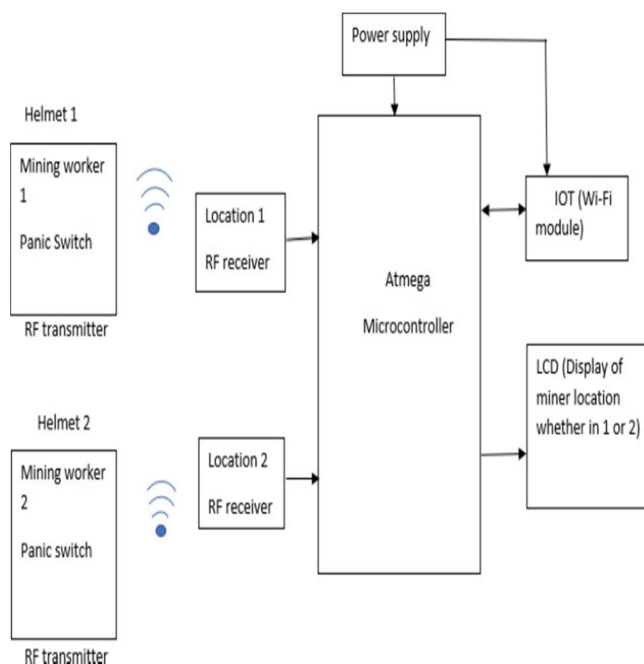 Power supply
Helmet 1
Mining worker
1
Panic Switch
RF transmitter
Location 1
RF receiver
Atmega
Microcontroller
IOT (Wi-Fi
module)
LCD (Display of
miner location
whether in 1 or 2)
Helmet 2
Mining worker
2
Panic switch
RF transmitter
Location 2
RF receiver